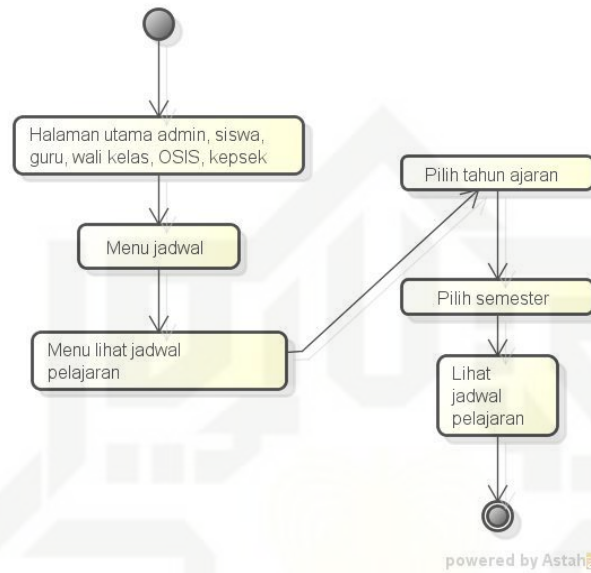 Halaman utama admin, siswa,
guru, wali kelas, OSIS, kepsek
Menu jadwal
Menu lihat jadwal
pelajaran
Pilih tahun ajaran
Pilih semester
Lihat
jadwal
pelajaran
powered by Astah